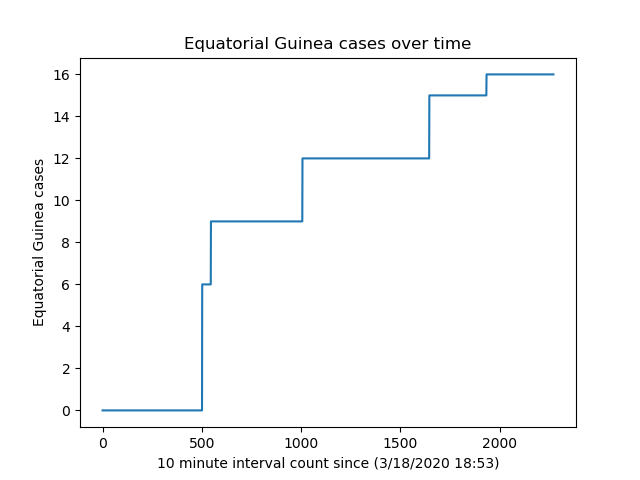 Equatorial Guinea cases over time
Equatorial Guinea cases
16
14
12
10
8
6
4
2
0
0 500 1000 1500 2000
10 minute interval count since (3/18/2020 18:53)